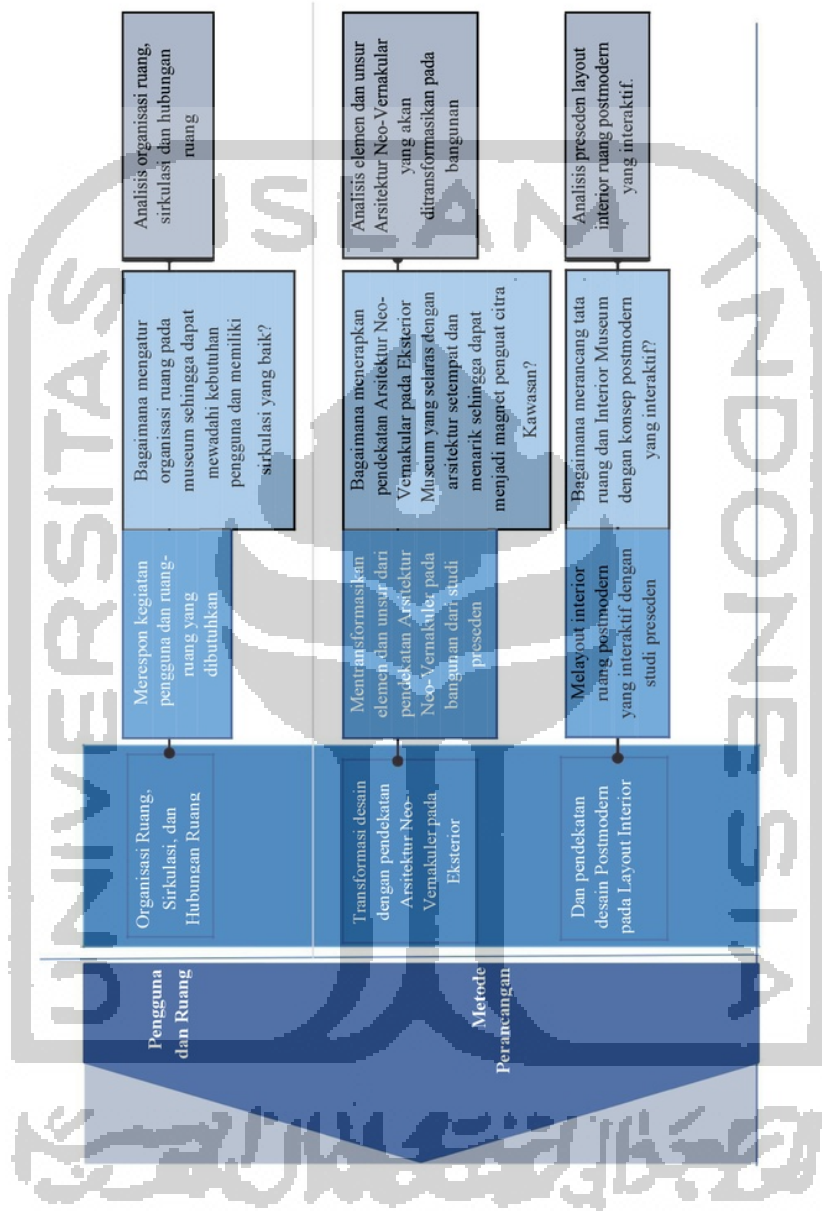 Pengguna
dan Ruang
Organisasi Ruang,
Sirkulasi, dan
Hubungan Ruang
Merespon kegiatan
pengguna dan ruang-
ruang yang
dibutuhkan
Bagaimana mengatur
organisasi ruang pada
museum sehingga dapat
mewadahi kebutuhan
pengguna dan memiliki
sirkulasi yang baik?
Analisis organisasi ruang,
sirkulasi dan hubungan
ruang
Metode
Perancangan
Transformasi desain
dengan pendekatan
Arsitektur Neo-
Vernakuler pada
Eksterior
Mentransformasikan
elemen dan unsur dari
pendekatan Arsitektur
Neo-Vernakuler pada
bangunan dari studi
preseden
Bagaimana menerapkan
pendekatan Arsitektur Neo-
Vernakular pada Eksterior
Museum yang selaras dengan
arsitektur setempat dan
menarik sehingga dapat
menjadi magnet penguat citra
Kawasan?
Analisis elemen dan unsur
Arsitektur Neo-Vernakular
yang akan
ditransformasikan pada
bangunan
Dan pendekatan
desain Postmodern
pada Layout Interior
Melayout interior
ruang postmodern
yang interaktif dengan
studi preseden
Bagaimana merancang tata
ruang dan Interior Museum
dengan konsep postmodern
yang interaktif?
Analisis preseden layout
interior ruang postmodern
yang interaktif.
UNIVERSITAS
ISLAM
INDONESIA